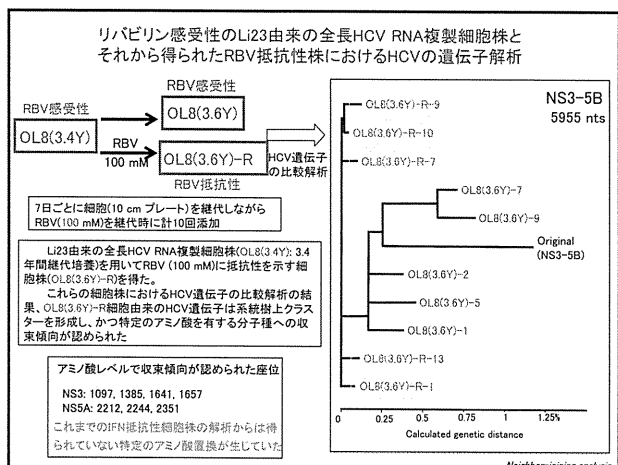 リバビリン感受性のLi23由来の全長HCV RNA複製細胞株と
それから得られたRBV抵抗性株におけるHCVの遺伝子解析
RBV感受性
OL8(3.4Y)
RBV感受性
OL8(3.6Y)
RBV
100 mM
OL8(3.6Y)-R
RBV抵抗性
HCV遺伝子
の比較解析
7日ごとに細胞(10 cm プレート)を継代しながら
RBV(100 mM)を継代時に計10回添加
Li23由来の全長HCV RNA複製細胞株(OL8(3.4Y): 3.4
年間継代培養)を用いてRBV (100 mM)に抵抗性を示す細
胞株(OL8(3.6Y)-R)を得た。
これらの細胞株におけるHCV遺伝子の比較解析の結
果、OL8(3.6Y)-R細胞由来のHCV遺伝子は系統樹上クラ
スターを形成し、かつ特定のアミノ酸を有する分子種への収
束傾向が認められた
アミノ酸レベルで収束傾向が認められた座位
NS3: 1097, 1385, 1641, 1657
NS5A: 2212, 2244, 2351
これまでのIFN抵抗性細胞株の解析からは得
られていない特定のアミノ酸置換が生じていた
NS3-5B
5955 nts
OL8(3.6Y)-R-9
OL8(3.6Y)-R-10
OL8(3.6Y)-R-7
OL8(3.6Y)-7
OL8(3.6Y)-9
Original
(NS3-5B)
OL8(3.6Y)-2
OL8(3.6Y)-5
OL8(3.6Y)-1
OL8(3.6Y)-R-13
OL8(3.6Y)-R-1
0 0.25 0.5 0.75 1 1.25%
Calculated genetic distance